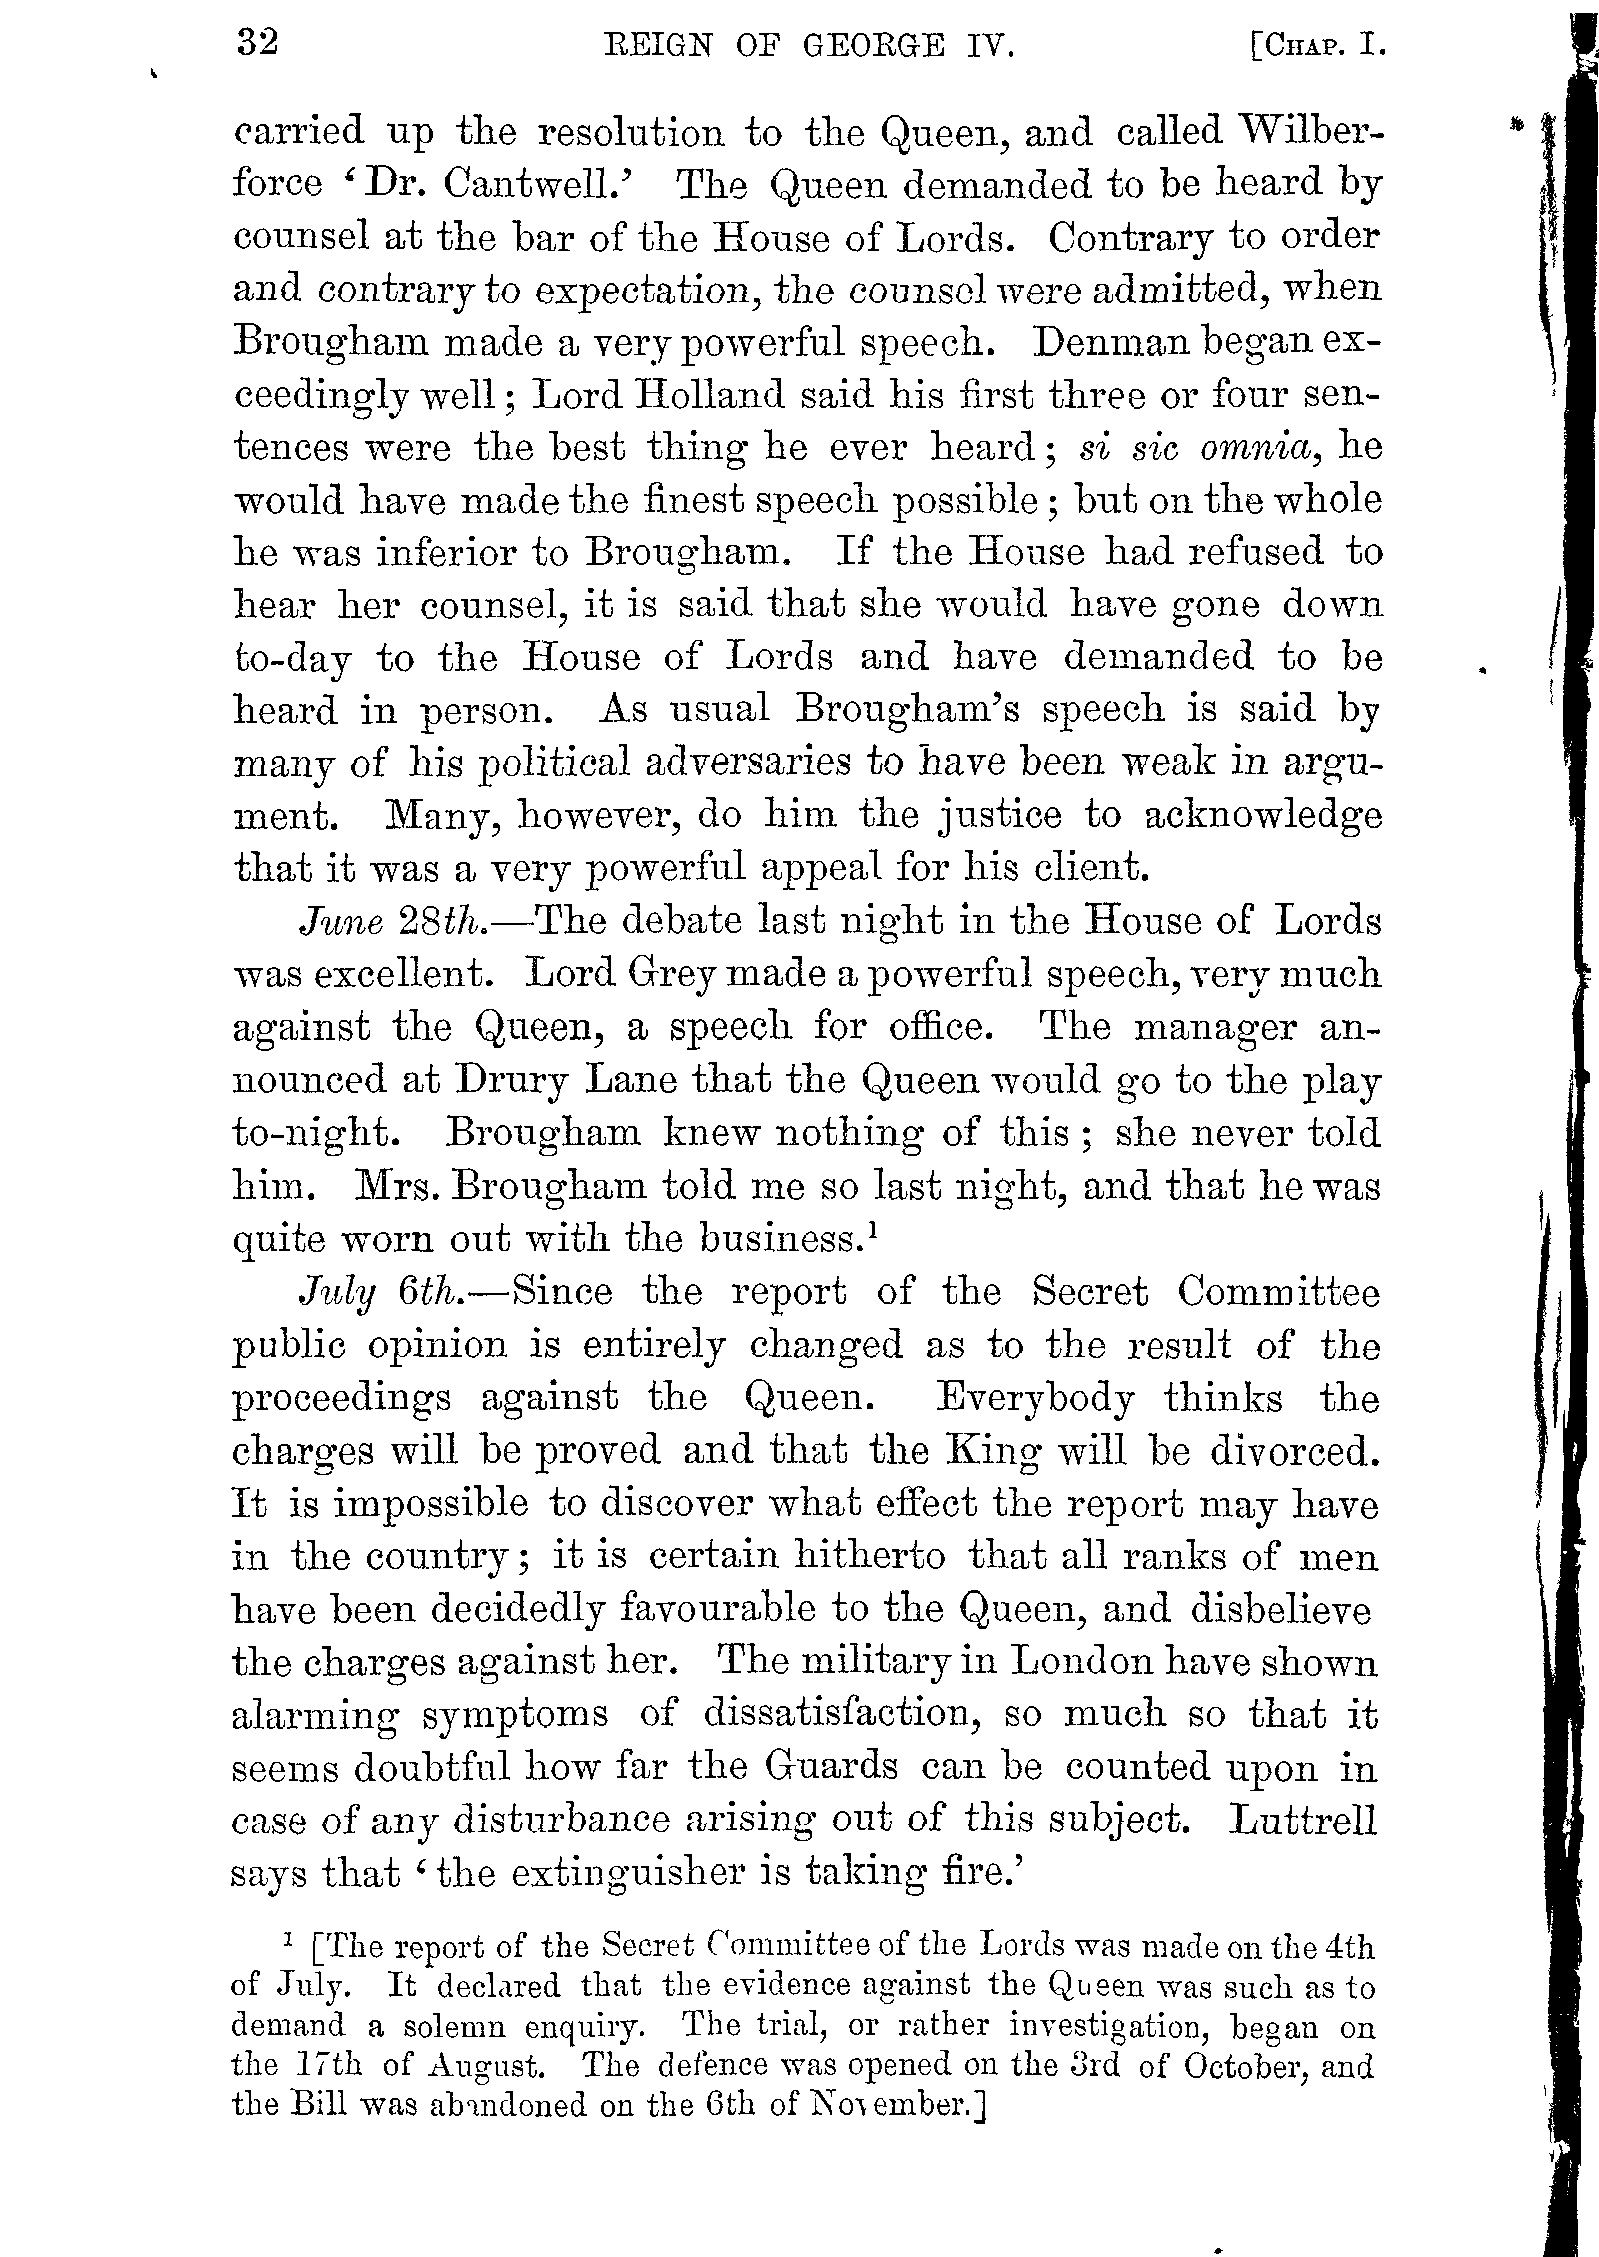 32 REIGN OF GEORGE IV. [CHAP. I.
carried up the resolution to the Queen, and called Wilber-
force ‘Dr. Cantwell.’ The Queen demanded to be heard by
counsel at the bar of the House of Lords. Contrary to order
and contrary to expectation, the counsel were admitted, when
Brougham made a very powerful speech. Denman began ex-
ceedingly well; Lord Holland said his first three or four sen-
tences were the best thing he ever heard; si sic omnia, he
would have made the finest speech possible; but on the whole
he was inferior to Brougham. If the House had refused to
hear her counsel, it is said that she would have gone down
to-day to the House of Lords and have demanded to be
heard in person. As usual Brougham’s speech is said by
many of his political adversaries to have been weak in argu-
ment. Many, however, do him the justice to acknowledge
that it was a very powerful appeal for his client.
June 28th.—The debate last night in the House of Lords
was excellent. Lord Grey made a powerful speech, very much
against the Queen, a speech for office. The manager an-
nounced at Drury Lane that the Queen would go to the play
to-night. Brougham knew nothing of this; she never told
him. Mrs. Brougham told me so last night, and that he was
quite worn out with the business.¹
July 6th.—Since the report of the Secret Committee
public opinion is entirely changed as to the result of the
proceedings against the Queen. Everybody thinks the
charges will be proved and that the King will be divorced.
It is impossible to discover what effect the report may have
in the country; it is certain hitherto that all ranks of men
have been decidedly favourable to the Queen, and disbelieve
the charges against her. The military in London have shown
alarming symptoms of dissatisfaction, so much so that it
seems doubtful how far the Guards can be counted upon in
case of any disturbance arising out of this subject. Luttrell
says that ‘the extinguisher is taking fire.’
¹ [The report of the Secret Committee of the Lords was made on the 4th
of July. It declared that the evidence against the Queen was such as to
demand a solemn enquiry. The trial, or rather investigation, began on
the 17th of August. The defence was opened on the 3rd of October, and
the Bill was abandoned on the 6th of November.]